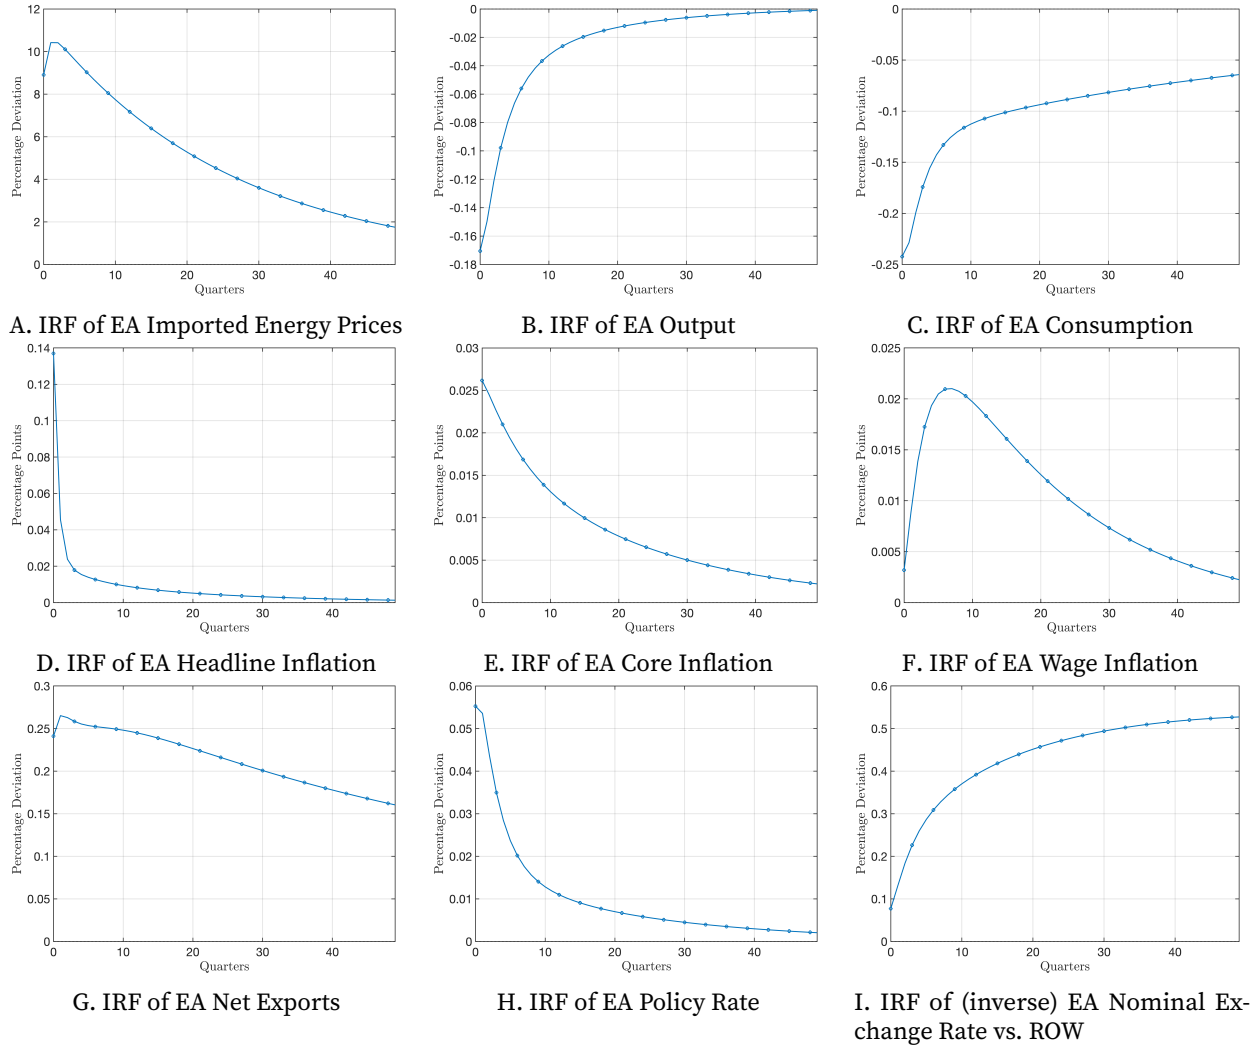 12
10
8
6
4
2
0
0 10 20 30 40
Percentage Deviation
Quarters
A. IRF of EA Imported Energy Prices
0
-0.02
-0.04
-0.06
-0.08
-0.1
-0.12
-0.14
-0.16
-0.18
0 10 20 30 40
Percentage Deviation
Quarters
B. IRF of EA Output
0
-0.05
-0.1
-0.15
-0.2
-0.25
0 10 20 30 40
Percentage Deviation
Quarters
C. IRF of EA Consumption
0.14
0.12
0.1
0.08
0.06
0.04
0.02
0
0 10 20 30 40
Percentage Points
Quarters
D. IRF of EA Headline Inflation
0.03
0.025
0.02
0.015
0.01
0.005
0
0 10 20 30 40
Percentage Points
Quarters
E. IRF of EA Core Inflation
0.025
0.02
0.015
0.01
0.005
0
0 10 20 30 40
Percentage Points
Quarters
F. IRF of EA Wage Inflation
0.3
0.25
0.2
0.15
0.1
0.05
0
0 10 20 30 40
Percentage Deviation
Quarters
G. IRF of EA Net Exports
0.06
0.05
0.04
0.03
0.02
0.01
0
0 10 20 30 40
Percentage Deviation
Quarters
H. IRF of EA Policy Rate
0.6
0.5
0.4
0.3
0.2
0.1
0
0 10 20 30 40
Percentage Deviation
Quarters
I. IRF of (inverse) EA Nominal Ex-
change Rate vs. ROW